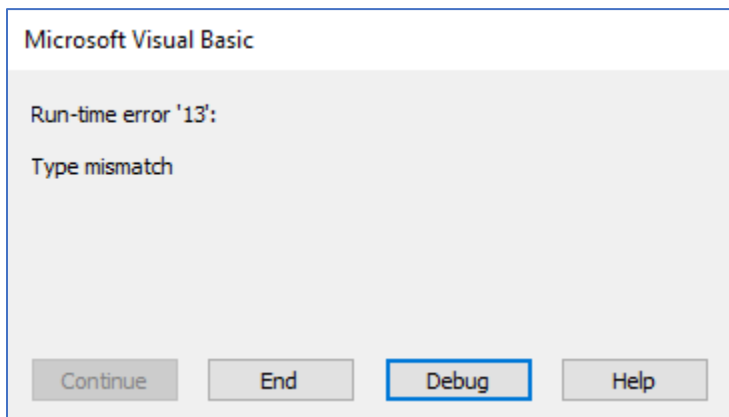 Microsoft Visual Basic
Run-time error '13':
Type mismatch
Continue
End
Debug
Help